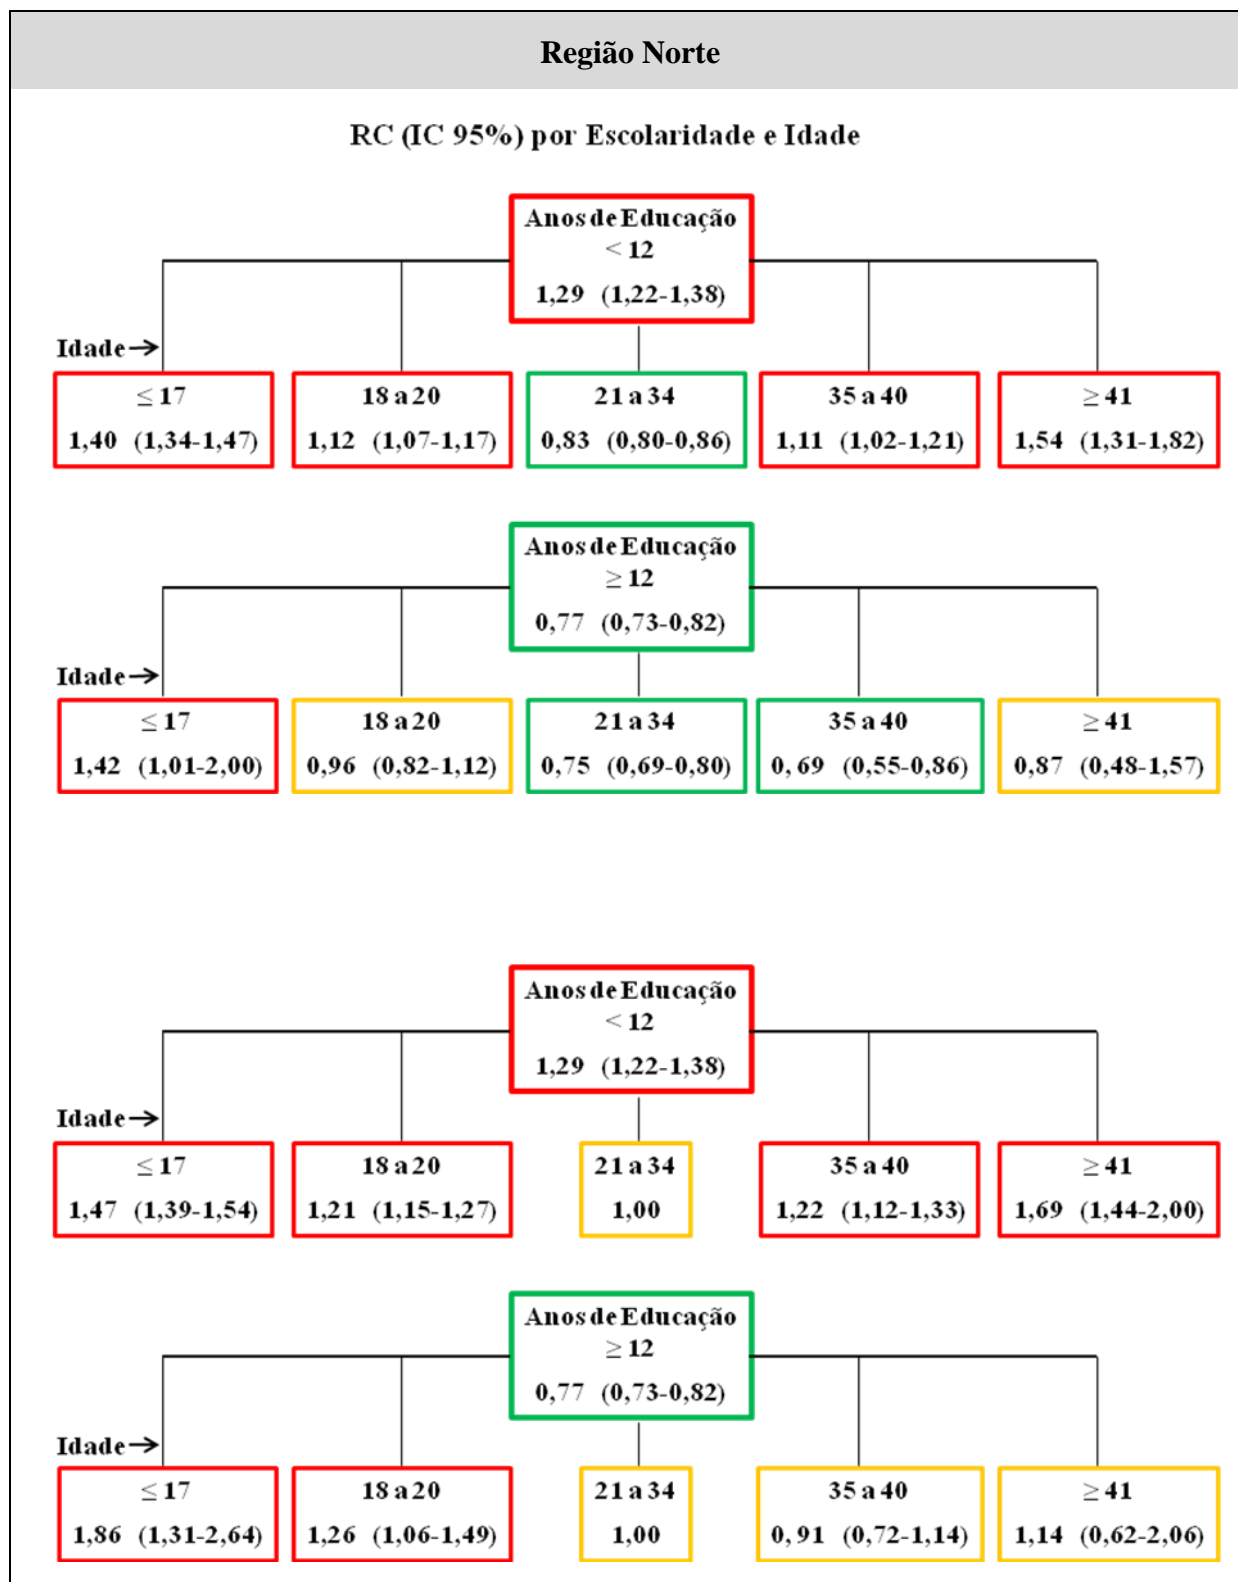 Região Norte
RC (IC 95%) por Escolaridade e Idade
Anos de Educação
< 12
1,29 (1,22-1,38)
Idade→
≤ 17 18 a 20 21 a 34 35 a 40 ≥ 41
1,40 (1,34-1,47) 1,12 (1,07-1,17) 0,83 (0,80-0,86) 1,11 (1,02-1,21) 1,54 (1,31-1,82)
Anos de Educação
≥ 12
0,77 (0,73-0,82)
Idade→
≤ 17 18 a 20 21 a 34 35 a 40 ≥ 41
1,42 (1,01-2,00) 0,96 (0,82-1,12) 0,75 (0,69-0,80) 0, 69 (0,55-0,86) 0,87 (0,48-1,57)
Anos de Educação
< 12
1,29 (1,22-1,38)
Idade→
≤ 17 18 a 20 21 a 34 35 a 40 ≥ 41
1,47 (1,39-1,54) 1,21 (1,15-1,27) 1,00 1,22 (1,12-1,33) 1,69 (1,44-2,00)
Anos de Educação
≥ 12
0,77 (0,73-0,82)
Idade→
≤ 17 18 a 20 21 a 34 35 a 40 ≥ 41
1,86 (1,31-2,64) 1,26 (1,06-1,49) 1,00 0, 91 (0,72-1,14) 1,14 (0,62-2,06)